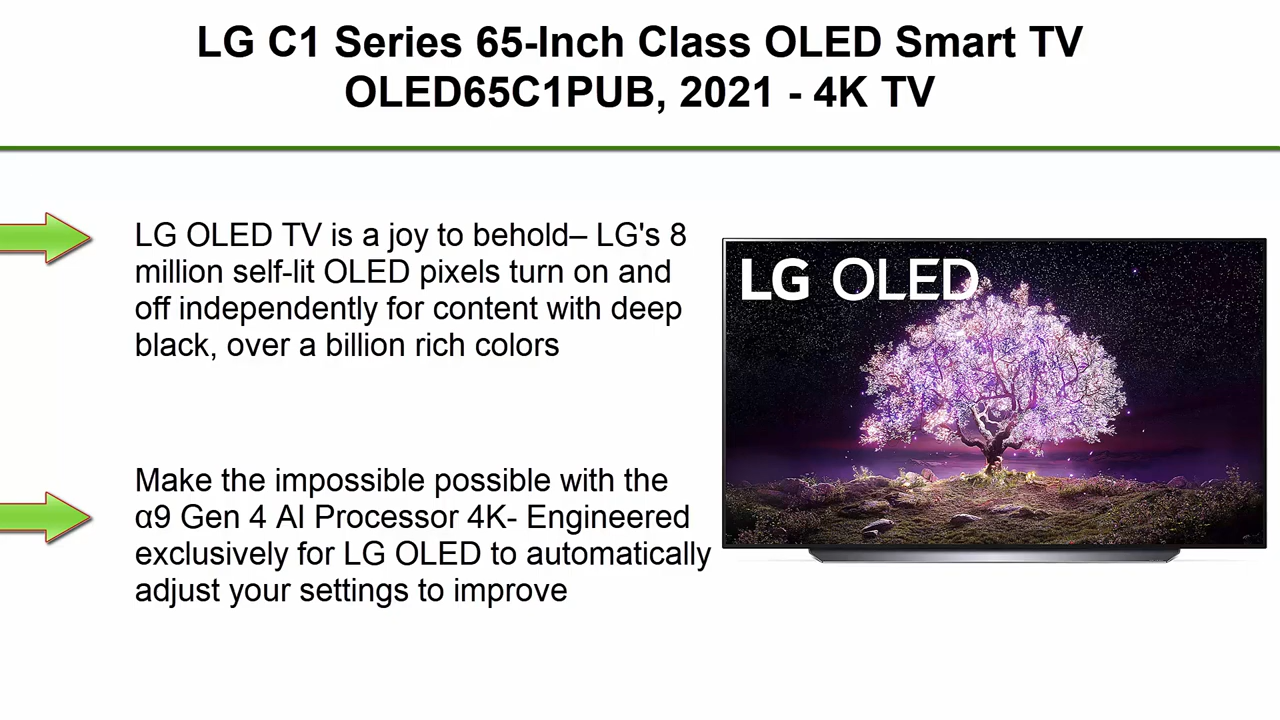 LG C1 Series 65-Inch Class OLED Smart TV
OLED65C1PUB, 2021 - 4K TV
LG OLED TV is a joy to behold– LG's 8
million self-lit OLED pixels turn on and
off independently for content with deep
black, over a billion rich colors
LG OLED
Make the impossible possible with the
α9 Gen 4 AI Processor 4K- Engineered
exclusively for LG OLED to automatically
adjust your settings to improve